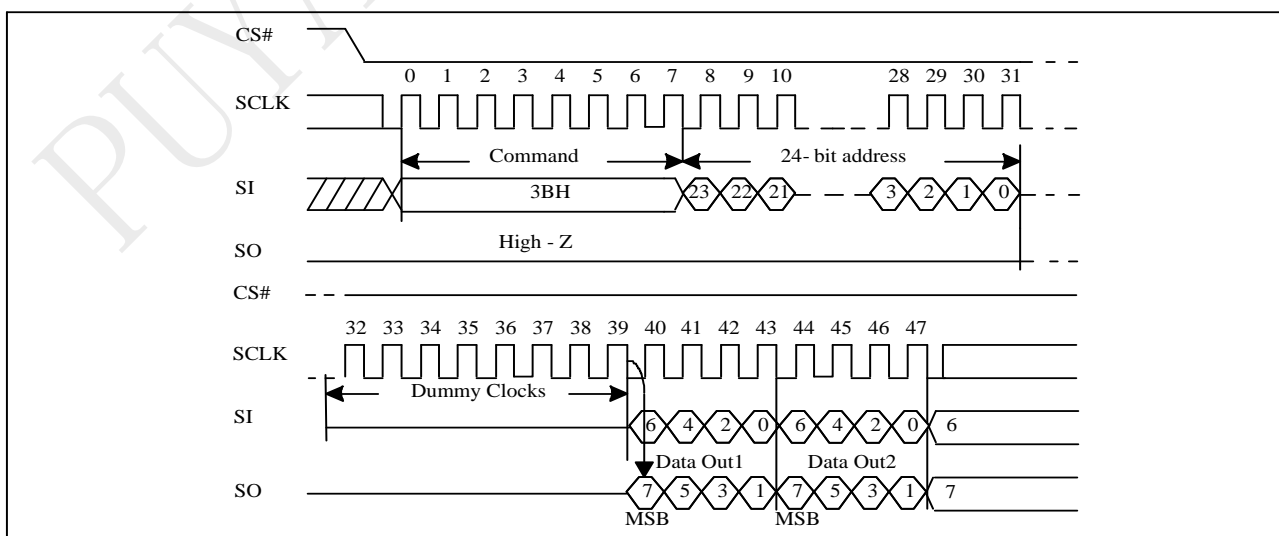 PUYA
CS#
0 1 2 3 4 5 6 7 8 9 10 28 29 30 31
SCLK
Command 24- bit address
SI 3BH 23 22 21 3 2 1 0
High - Z
SO
CS#
32 33 34 35 36 37 38 39 40 41 42 43 44 45 46 47
SCLK
Dummy Clocks
SI 6 4 2 0 6 4 2 0 6
Data Out1 Data Out2
SO 7 5 3 1 7 5 3 1 7
MSB MSB